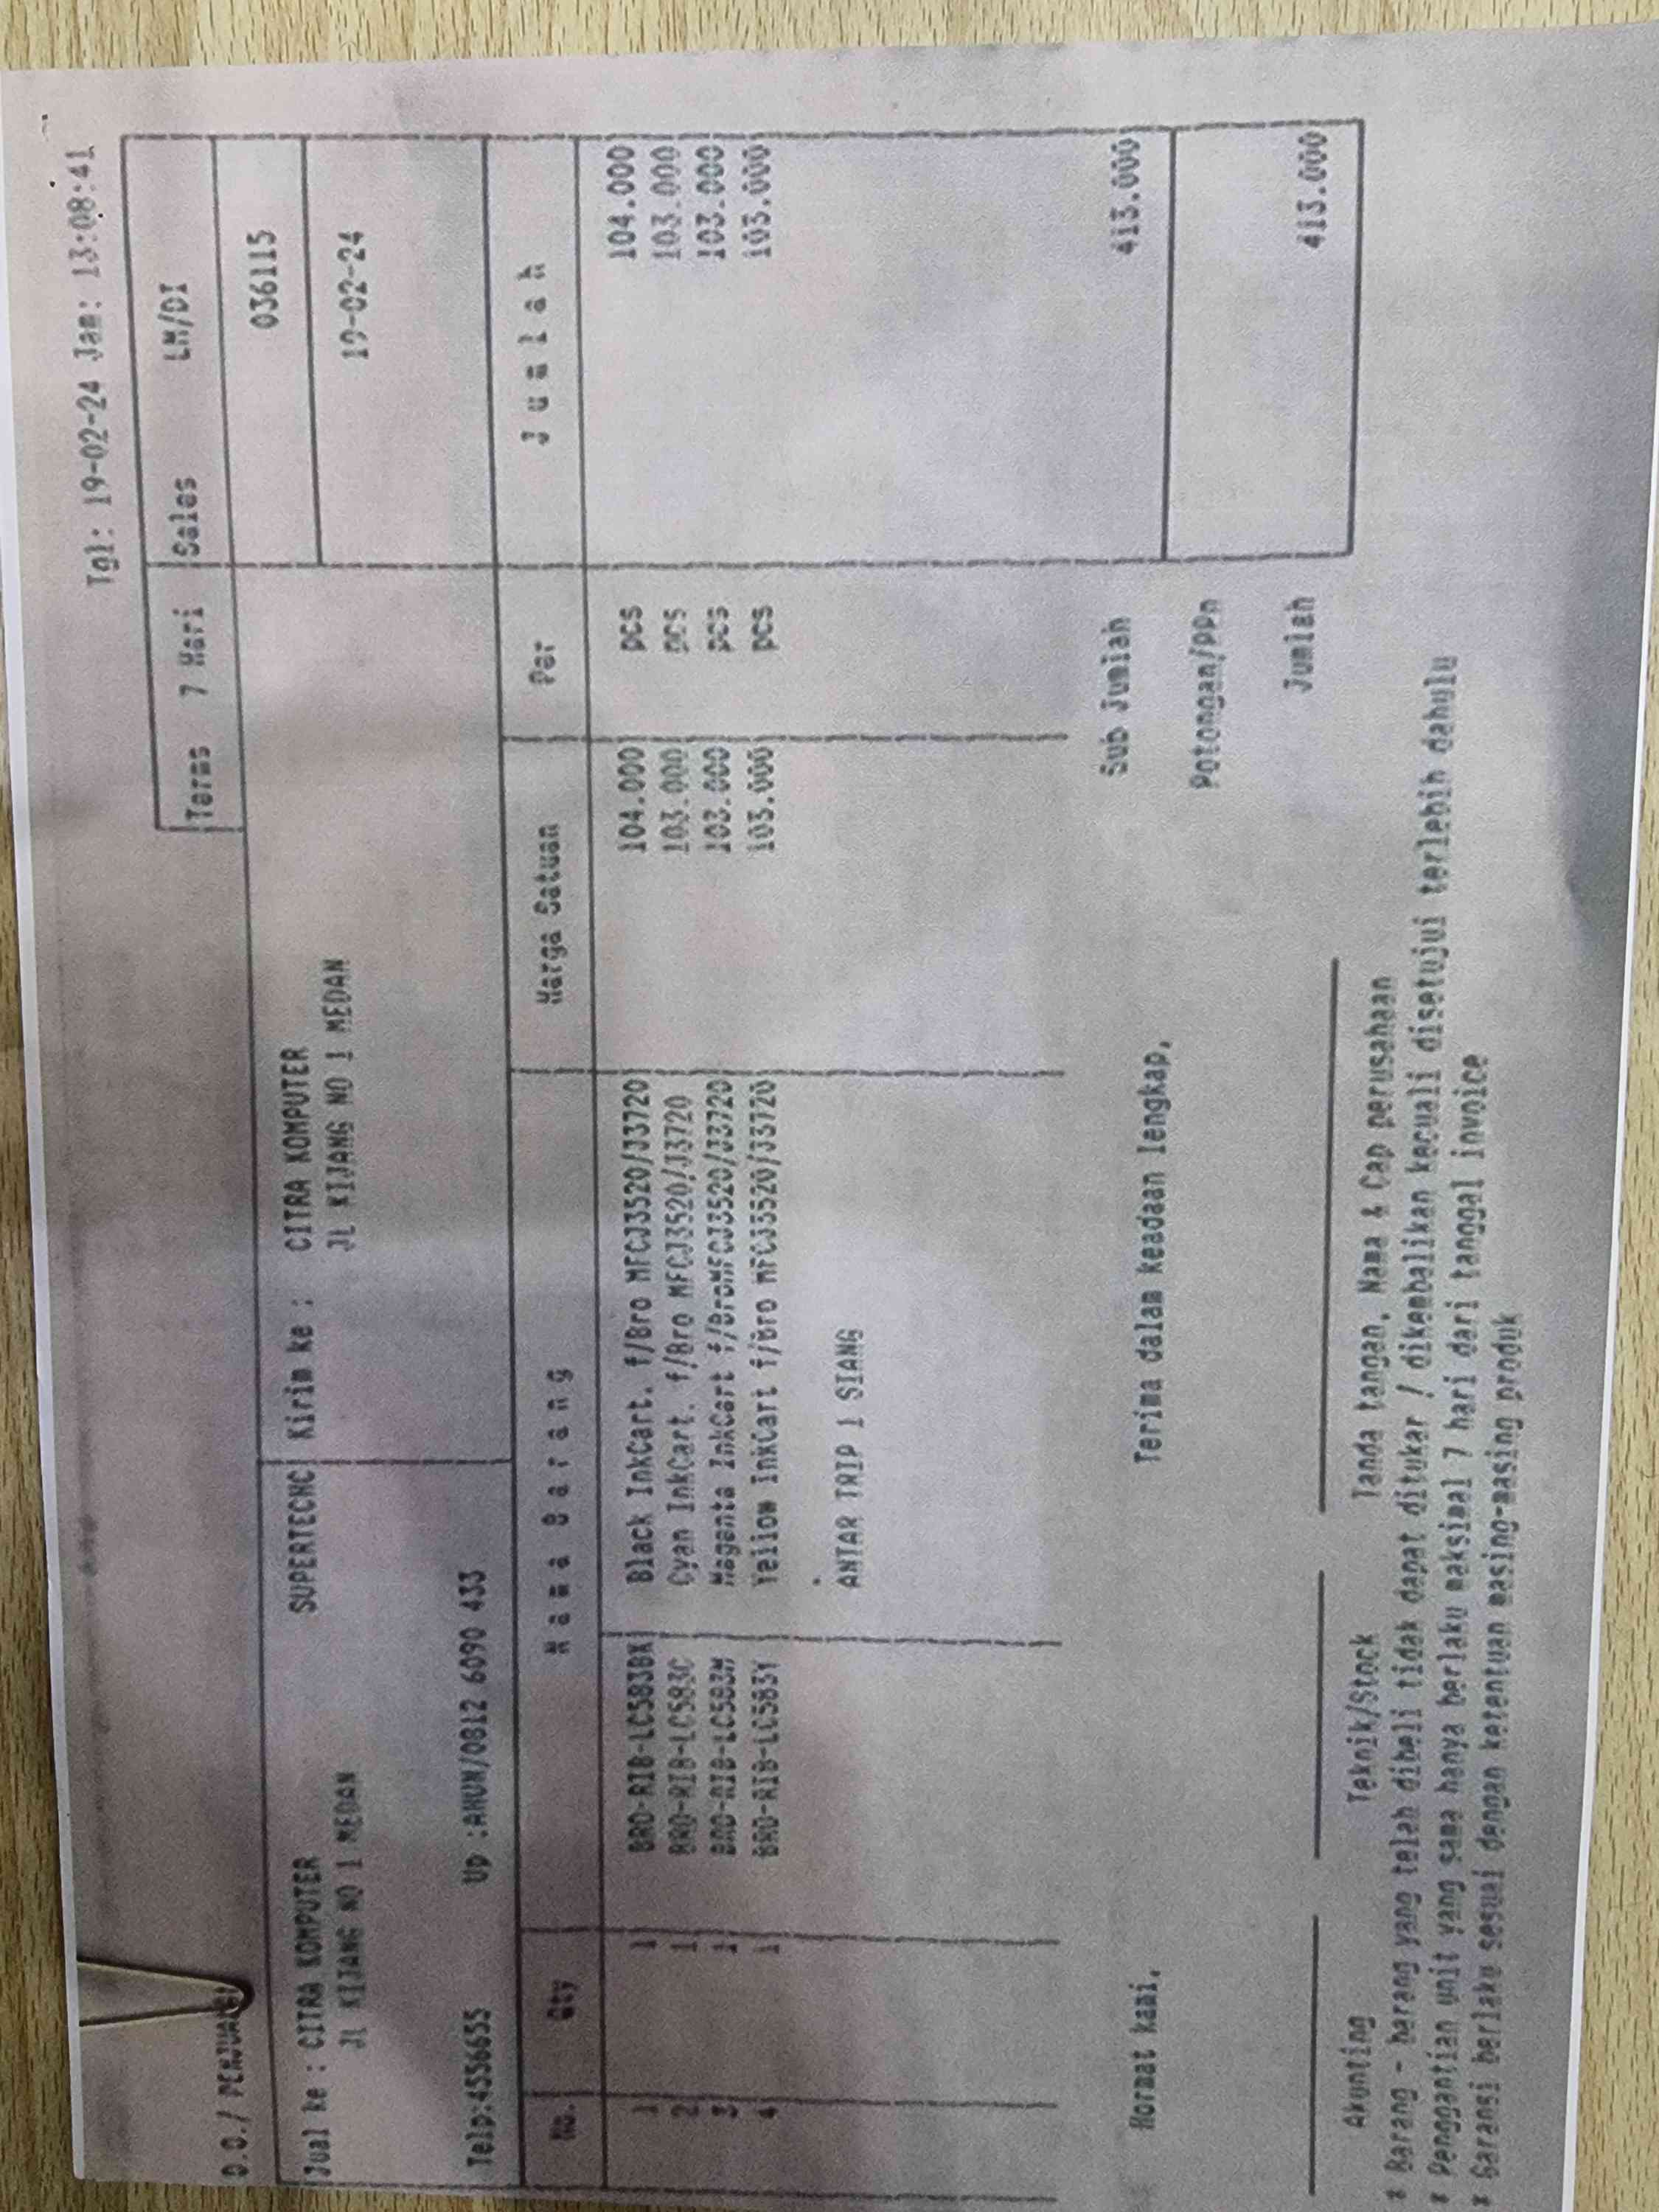 Tgl: 19-02-24 Jam: 13:08:41
D.O./ PENJUALAN
Terms 7 Hari Sales LM/DI
Jual ke : CITRA KOMPUTER SUPERTECHC Kirim ke : CITRA KOMPUTER 036115
JL KIJANG NO 1 MEDAN JL KIJANG NO 1 MEDAN 19-02-24
Telp:4556655 Up :AHUN/0812 6090 433
No. Qty Nama Barang Harga Satuan Per Jumlah
1 1 BRO-RIB-LC583BK Black InkCart. f/Bro MFCJ3520/J3720 104.000 pcs 104.000
2 1 BRO-RIB-LC583C Cyan InkCart. f/Bro MFCJ3520/J3720 103.000 pcs 103.000
3 1 BRO-RIB-LC583M Magenta InkCart f/BroMFCJ3520/J3720 103.000 pcs 103.000
4 1 BRO-RIB-LC583Y Yellow InkCart f/Bro MFCJ3520/J3720 103.000 pcs 103.000
ANTAR TRIP 1 SIANG
Sub Jumlah 413.000
Hormat kami, Terima dalam keadaan lengkap,
Potongan/PPn
Jumlah 413.000
Akunting Teknik/Stock Tanda tangan, Nama & Cap perusahaan
* Barang - barang yang telah dibeli tidak dapat ditukar / dikembalikan kecuali disetujui terlebih dahulu
* Penggantian unit yang sama hanya berlaku maksimal 7 hari dari tanggal invoice
* Garansi berlaku sesuai dengan ketentuan masing-masing produk